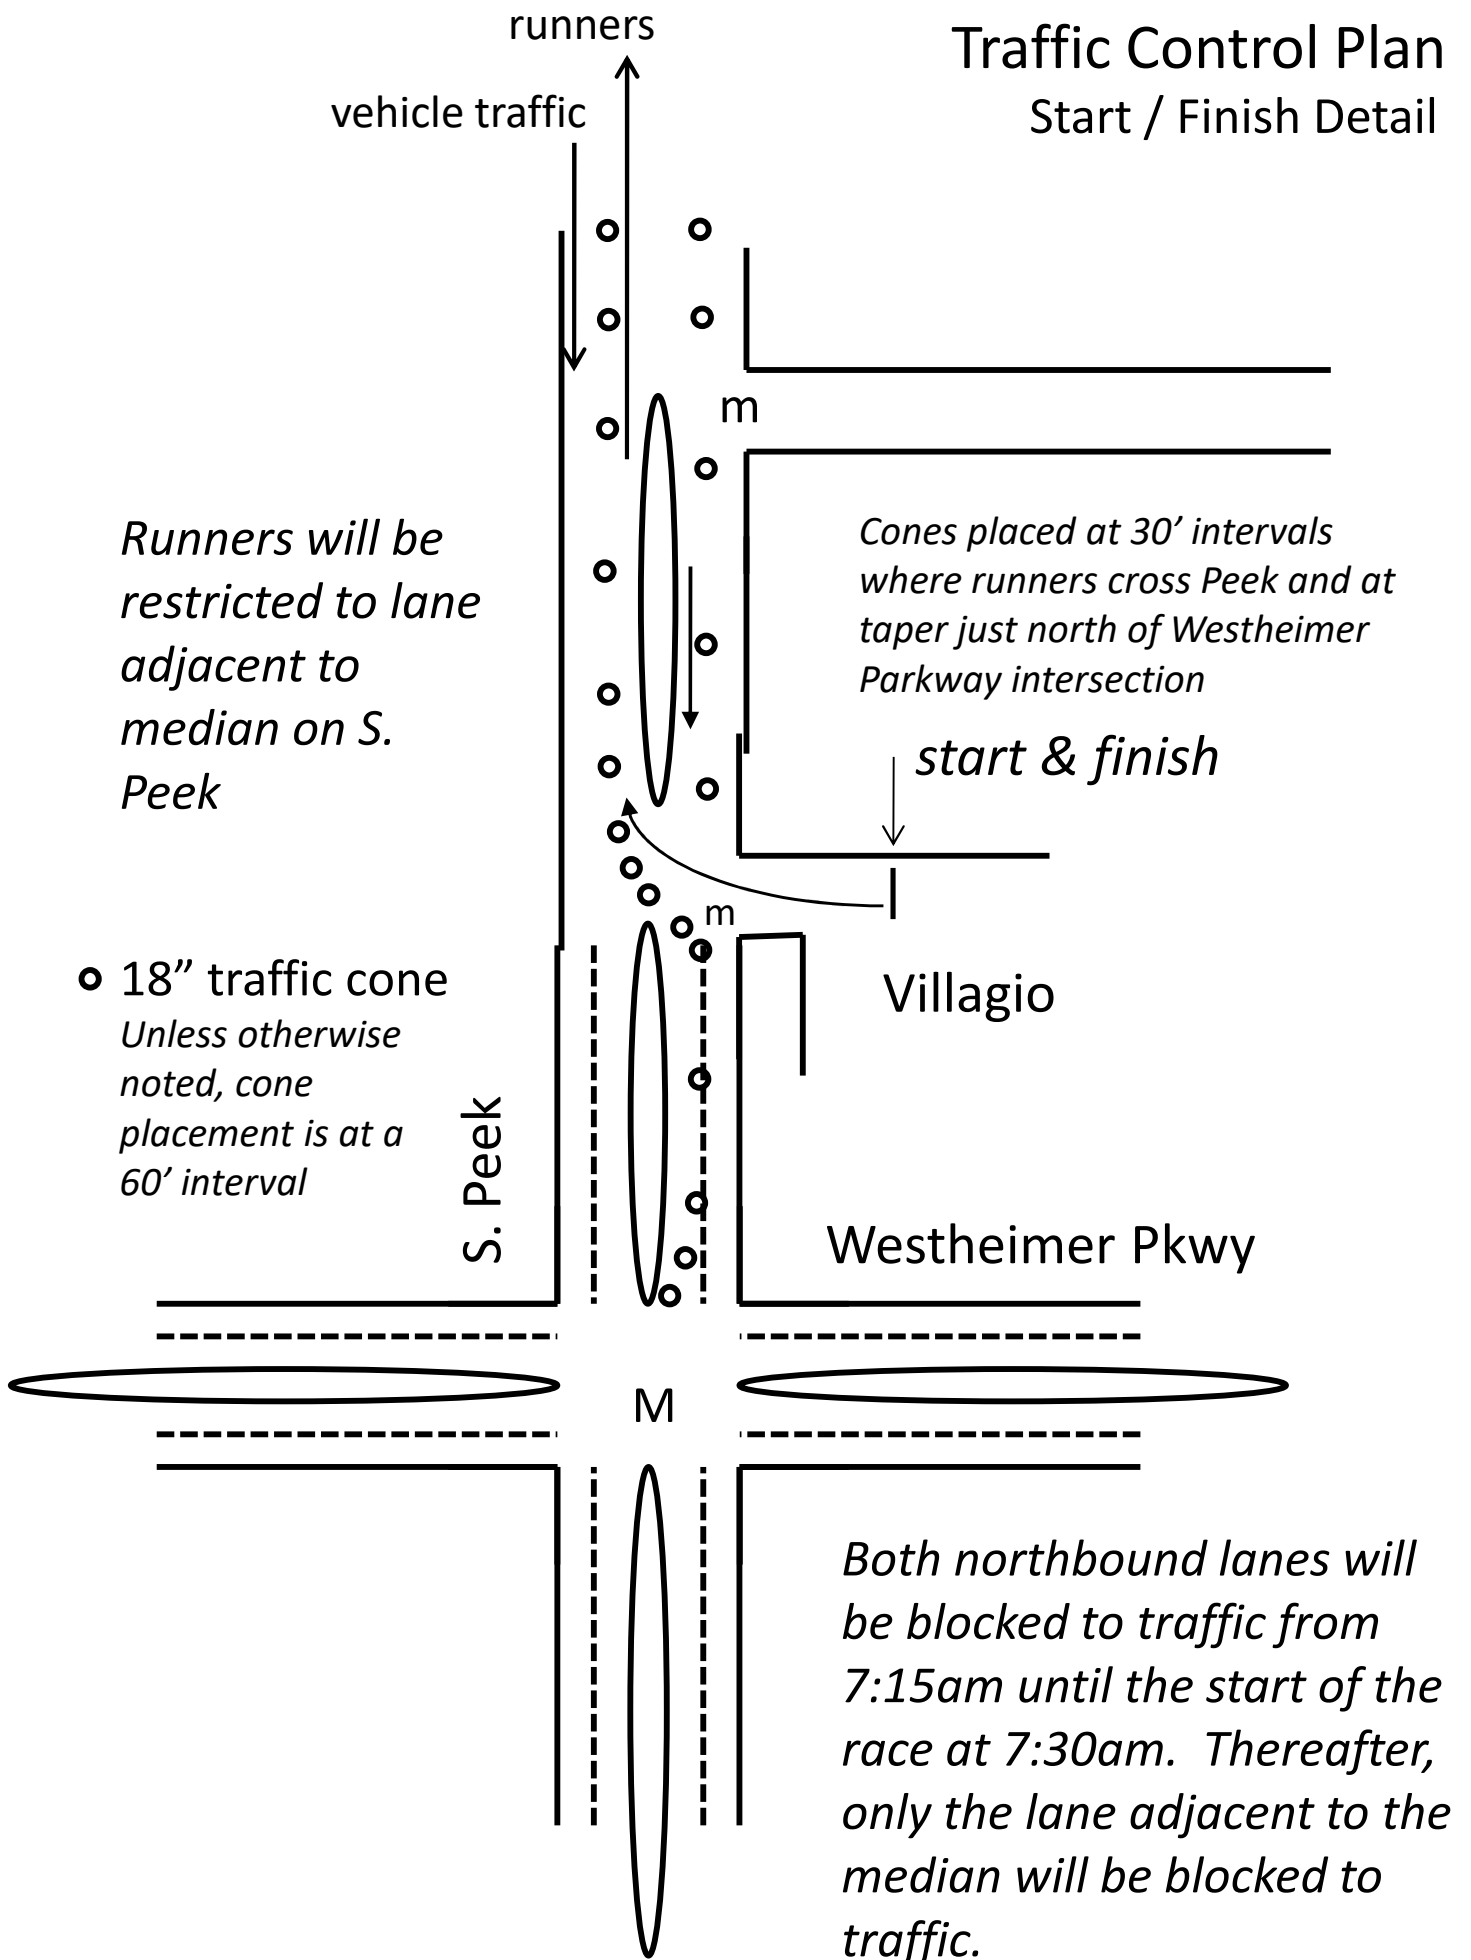 runners
Traffic Control Plan
vehicle traffic
Start / Finish Detail
m
Runners will be
restricted to lane
adjacent to
median on S.
Peek
Cones placed at 30’ intervals
where runners cross Peek and at
taper just north of Westheimer
Parkway intersection
start & finish
m
18” traffic cone
Unless otherwise
noted, cone
placement is at a
60’ interval
Villagio
S. Peek
Westheimer Pkwy
M
Both northbound lanes will
be blocked to traffic from
7:15am until the start of the
race at 7:30am.  Thereafter,
only the lane adjacent to the
median will be blocked to
traffic.